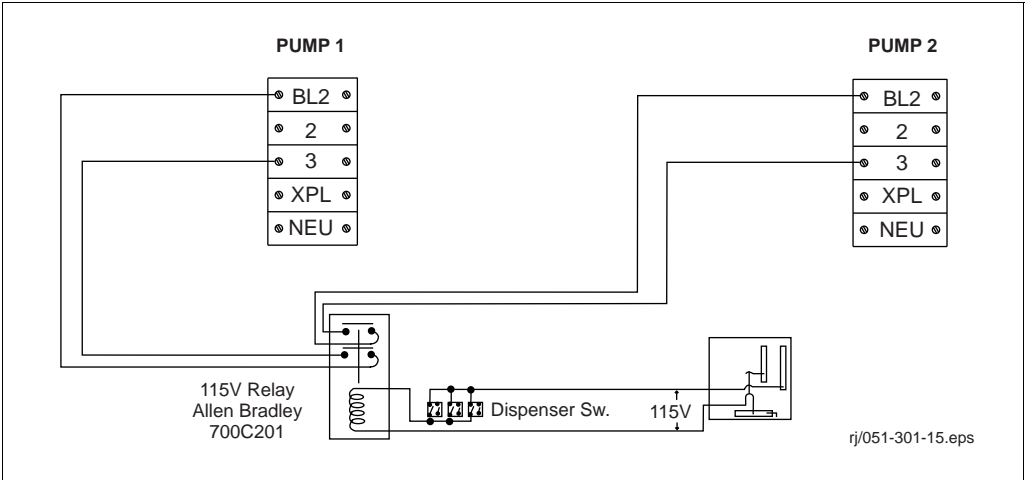 PUMP 1
BL2
2
3
XPL
NEU
PUMP 2
BL2
2
3
XPL
NEU
115V Relay
Allen Bradley
700C201
Dispenser Sw.
115V
rj/051-301-15.eps